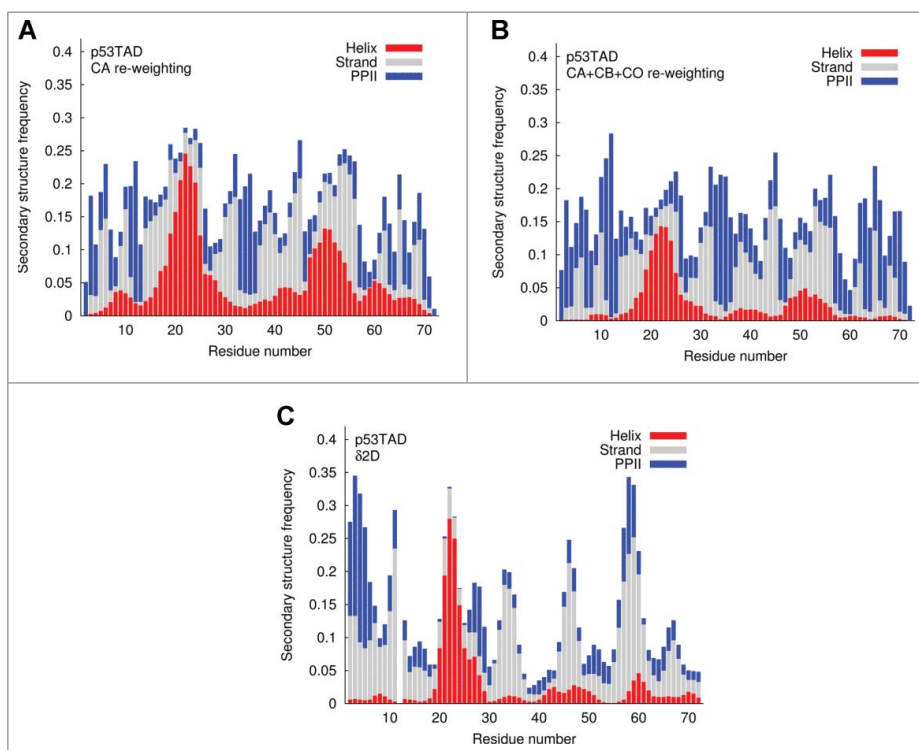 A
p53TAD
CA re-weighting
Helix
Strand
PPII
Secondary structure frequency
0.4
0.35
0.3
0.25
0.2
0.15
0.1
0.05
0
10 20 30 40 50 60 70
Residue number
B
p53TAD
CA+CB+CO re-weighting
Helix
Strand
PPII
Secondary structure frequency
0.4
0.35
0.3
0.25
0.2
0.15
0.1
0.05
0
10 20 30 40 50 60 70
Residue number
C
p53TAD
δ2D
Helix
Strand
PPII
Secondary structure frequency
0.4
0.35
0.3
0.25
0.2
0.15
0.1
0.05
0
10 20 30 40 50 60 70
Residue number